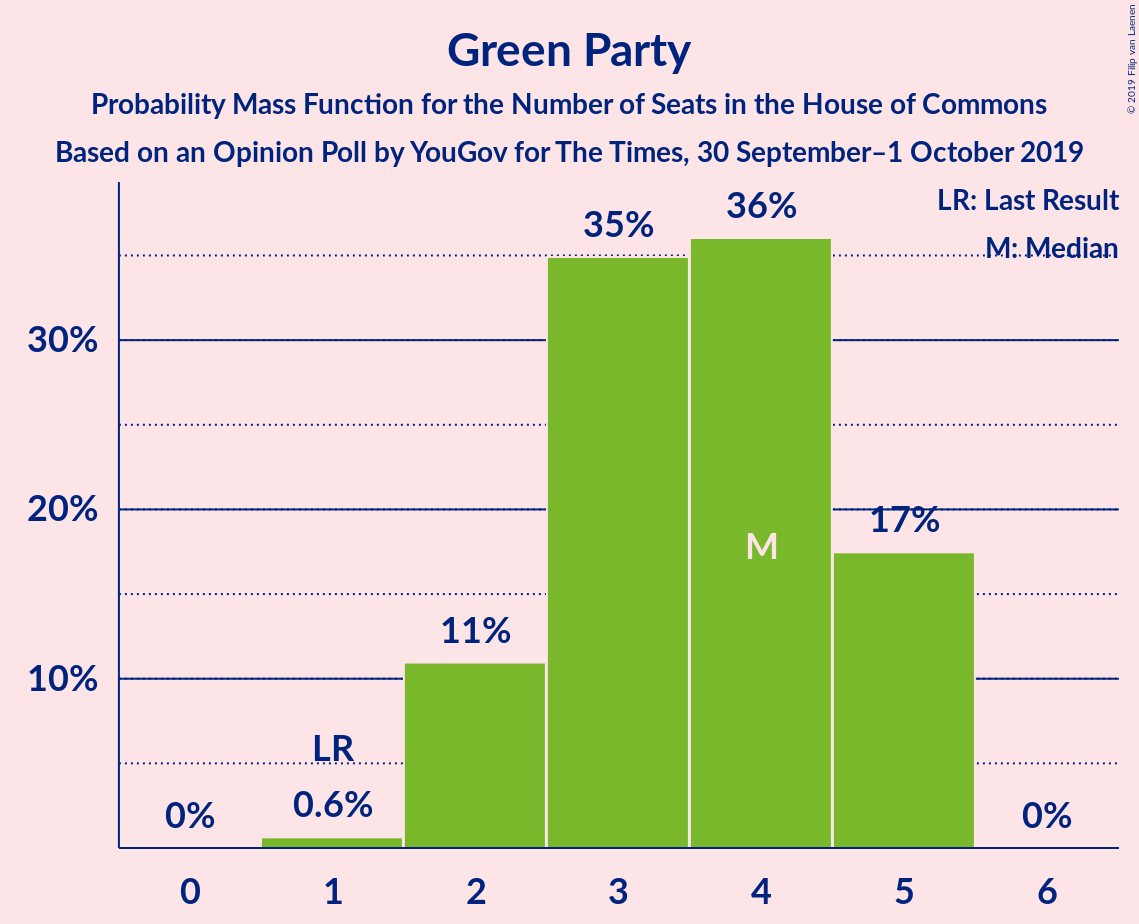 Green Party
Probability Mass Function for the Number of Seats in the House of Commons
Based on an Opinion Poll by YouGov for The Times, 30 September–1 October 2019
© 2019 Filip van Laenen
LR: Last Result
M: Median
30%
20%
10%
0%
LR
0.6%
11%
35%
36%
M
17%
0%
0 1 2 3 4 5 6